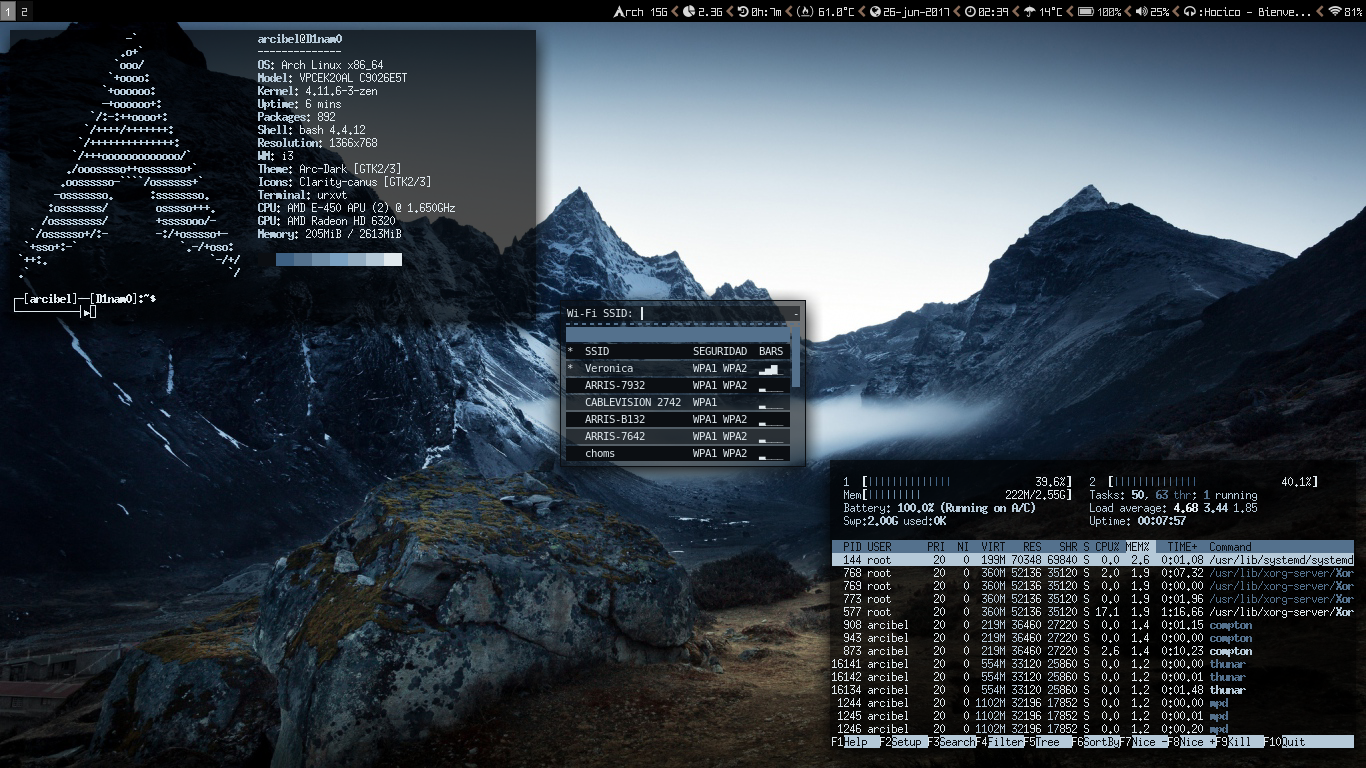 1 2 Arch 15G 2.3G 0h:7m 61.0°C 26-jun-2017 02:39 14°C 100% 25% :Hocico - Bienve... 81%
arcibel@D1nam0
--------------
OS: Arch Linux x86_64
Model: VPCEK20AL C9026E5T
Kernel: 4.11.6-3-zen
Uptime: 6 mins
Packages: 892
Shell: bash 4.4.12
Resolution: 1366x768
WM: i3
Theme: Arc-Dark [GTK2/3]
Icons: Clarity-canus [GTK2/3]
Terminal: urxvt
CPU: AMD E-450 APU (2) @ 1.650GHz
GPU: AMD Radeon HD 6320
Memory: 205MiB / 2613MiB
[arcibel]—[D1nam0]:~$
Wi-Fi SSID:
* SSID SEGURIDAD BARS
* Veronica WPA1 WPA2
ARRIS-7932 WPA1 WPA2
CABLEVISION 2742 WPA1
ARRIS-B132 WPA1 WPA2
ARRIS-7642 WPA1 WPA2
choms WPA1 WPA2
1 [||||||||||||||| 39.6%] 2 [||||||||||||||| 40.1%]
Mem[|||||||||| 222M/2.55G] Tasks: 50, 63 thr; 1 running
Battery: 100.0% (Running on A/C) Load average: 4.68 3.44 1.85
Swp:2.00G used:0K Uptime: 00:07:57
PID USER PRI NI VIRT RES SHR S CPU% MEM% TIME+ Command
144 root 20 0 199M 70348 69840 S 0.0 2.6 0:01.08 /usr/lib/systemd/systemd
768 root 20 0 360M 52136 35120 S 2.0 1.9 0:07.32 /usr/lib/xorg-server/Xor
769 root 20 0 360M 52136 35120 S 0.0 1.9 0:00.00 /usr/lib/xorg-server/Xor
773 root 20 0 360M 52136 35120 S 0.0 1.9 0:01.96 /usr/lib/xorg-server/Xor
577 root 20 0 360M 52136 35120 S 17.1 1.9 1:16.66 /usr/lib/xorg-server/Xor
908 arcibel 20 0 219M 36460 27220 S 0.0 1.4 0:01.15 compton
943 arcibel 20 0 219M 36460 27220 S 0.0 1.4 0:00.00 compton
873 arcibel 20 0 219M 36460 27220 S 2.6 1.4 0:10.23 compton
16141 arcibel 20 0 554M 33120 25860 S 0.0 1.2 0:00.00 thunar
16142 arcibel 20 0 554M 33120 25860 S 0.0 1.2 0:00.01 thunar
16134 arcibel 20 0 554M 33120 25860 S 0.0 1.2 0:01.48 thunar
1244 arcibel 20 0 1102M 32196 17852 S 0.0 1.2 0:00.00 mpd
1245 arcibel 20 0 1102M 32196 17852 S 0.0 1.2 0:00.01 mpd
1246 arcibel 20 0 1102M 32196 17852 S 0.0 1.2 0:00.20 mpd
F1Help F2Setup F3SearchF4FilterF5Tree F6SortByF7Nice -F8Nice +F9Kill F10Quit